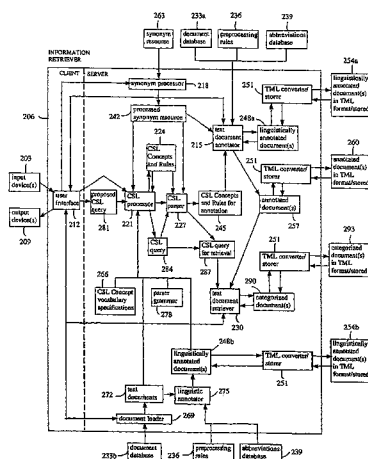 263
233a
236
239
synonym resource
document database
preprocessing rules
abbreviations database
INFORMATION RETRIEVER
CLIENT
SERVER
254a
206
synonym processor
218
251
TML converter/ storer
linguistically annotated document(s) in TML format/stored
242
processed synonym resource
248a
215
text document annotator
linguistically annotated document(s)
224
CSL Concepts and Rules
251
TML converter/ storer
260
annotated document(s) in TML format/stored
203
input device(s)
output device(s)
209
user interface
212
proposed CSL query
281
CSL processor
221
CSL parser
227
CSL Concepts and Rules for annotation
245
annotated document(s)
257
251
TML converter/ storer
293
categorized document(s) in TML format/stored
CSL query
284
CSL query for retrieval
287
266
CSL Concept vocabulary specifications
parse grammar
278
text document retriever
230
290
categorized document(s)
248b
linguistically annotated document(s)
TML converter/ storer
251
254b
linguistically annotated document(s) in TML format/stored
272
text documents
linguistic annotator
275
document loader
269
233b
document database
236
preprocessing rules
abbreviations database
239